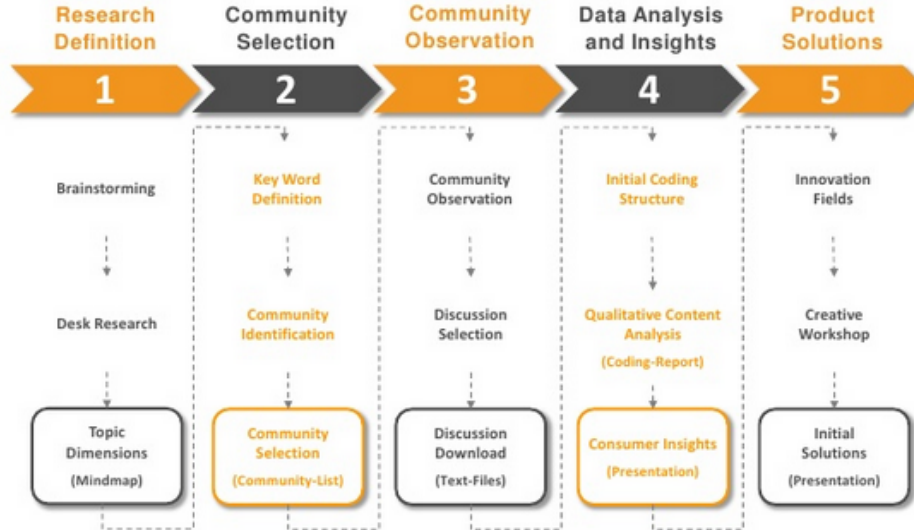 Research
Definition
Community
Selection
Community
Observation
Data Analysis
and Insights
Product
Solutions
1
2
3
4
5
Brainstorming
Desk Research
Topic
Dimensions
(Mindmap)
Key Word
Definition
Community
Identification
Community
Selection
(Community-List)
Community
Observation
Discussion
Selection
Discussion
Download
(Text-Files)
Initial Coding
Structure
Qualitative Content
Analysis
(Coding-Report)
Consumer Insights
(Presentation)
Innovation
Fields
Creative
Workshop
Initial
Solutions
(Presentation)